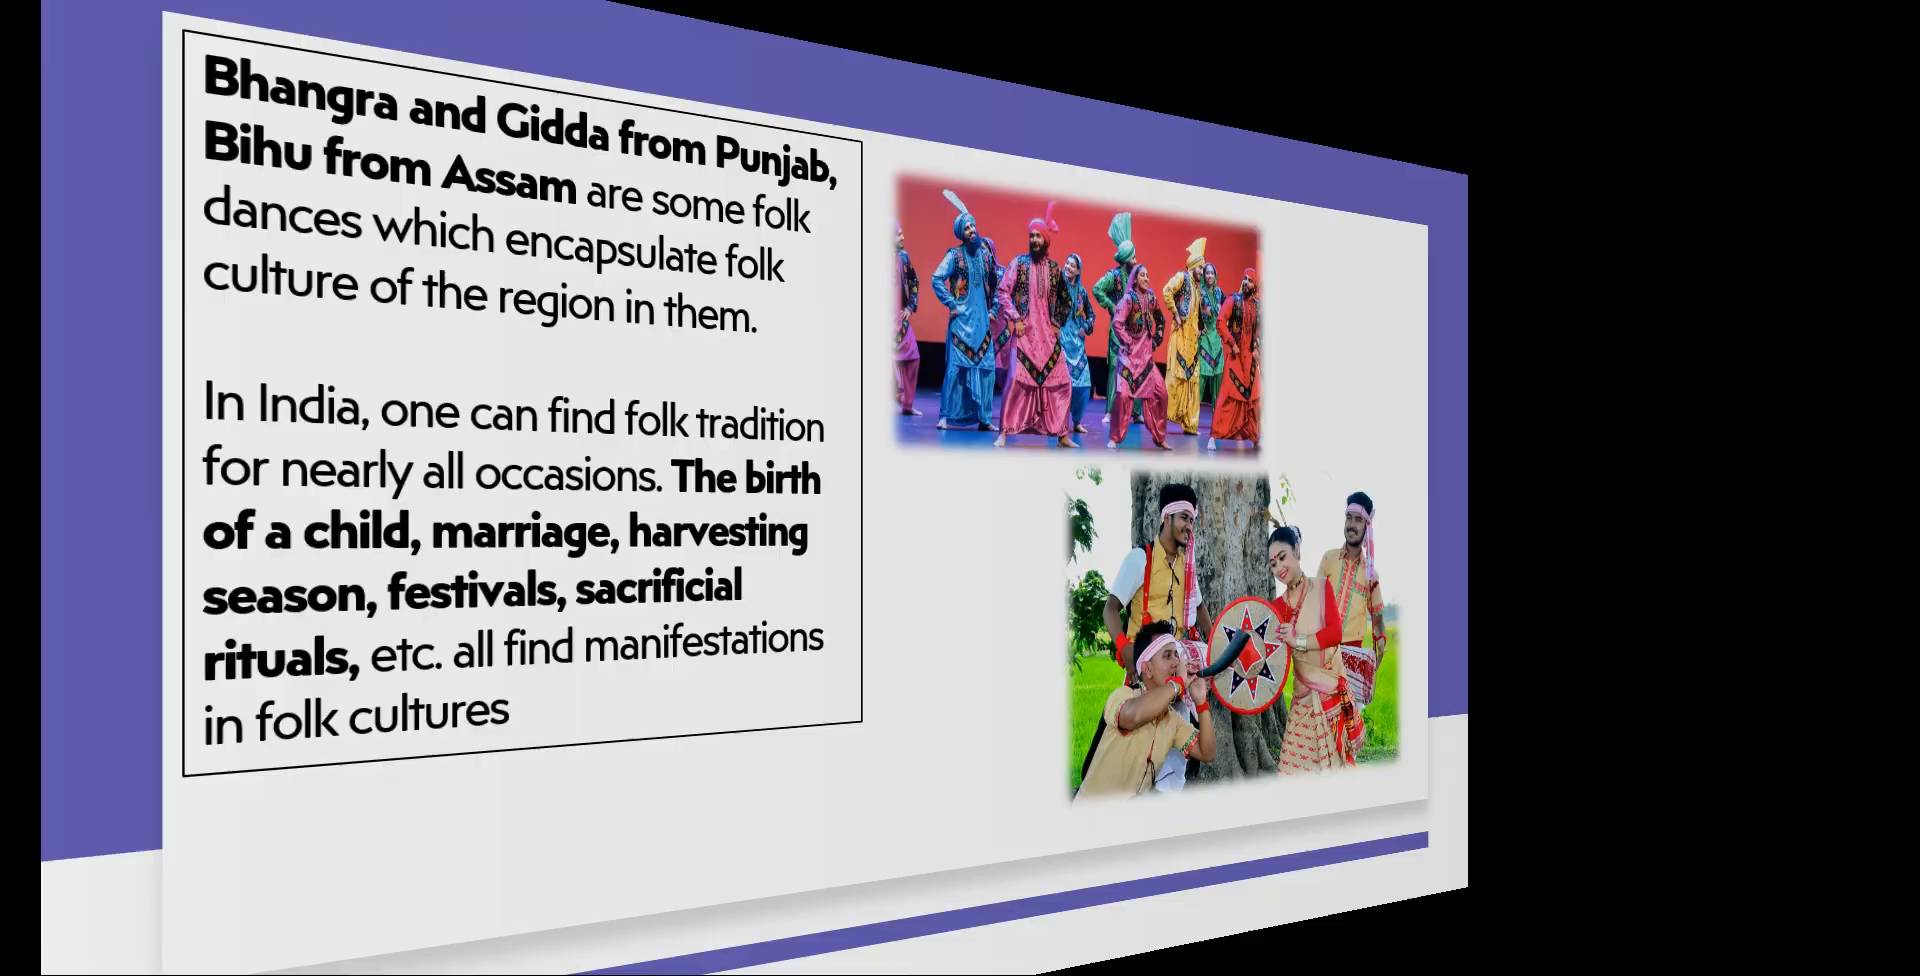 Bhangra and Gidda from Punjab,
Bihu from Assam are some folk
dances which encapsulate folk
culture of the region in them.
In India, one can find folk tradition
for nearly all occasions. The birth
of a child, marriage, harvesting
season, festivals, sacrificial
rituals, etc. all find manifestations
in folk cultures